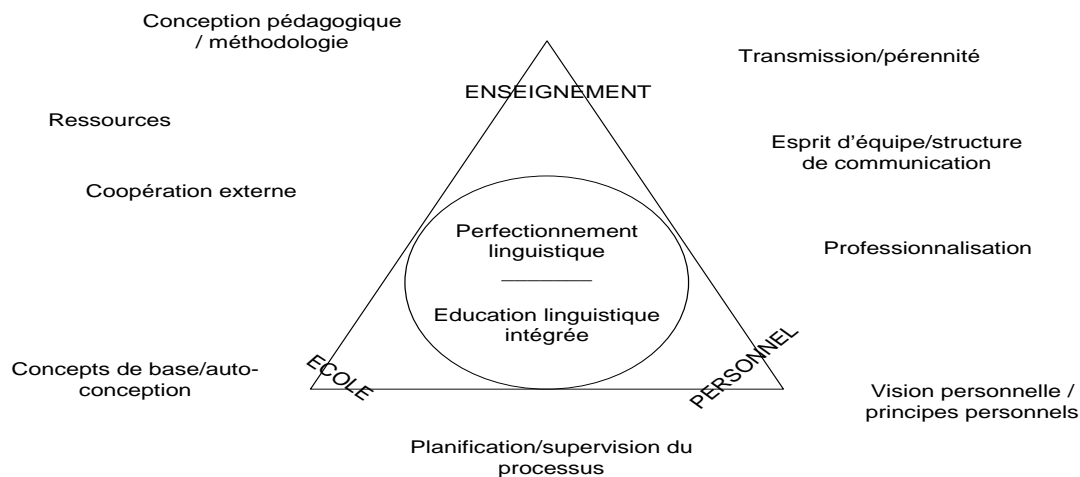 Conception pédagogique
/ méthodologie
Transmission/pérennité
ENSEIGNEMENT
Ressources
Esprit d'équipe/structure
de communication
Coopération externe
Perfectionnement
linguistique
Professionnalisation
Education linguistique
intégrée
ECOLE
PERSONNEL
Concepts de base/auto-
conception
Vision personnelle /
principes personnels
Planification/supervision du
processus